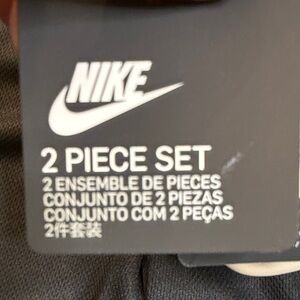 NIKE
2 PIECE SET
2 ENSEMBLE DE PIECES
CONJUNTO DE 2 PIEZAS
CONJUNTO COM 2 PEÇAS
2件套装